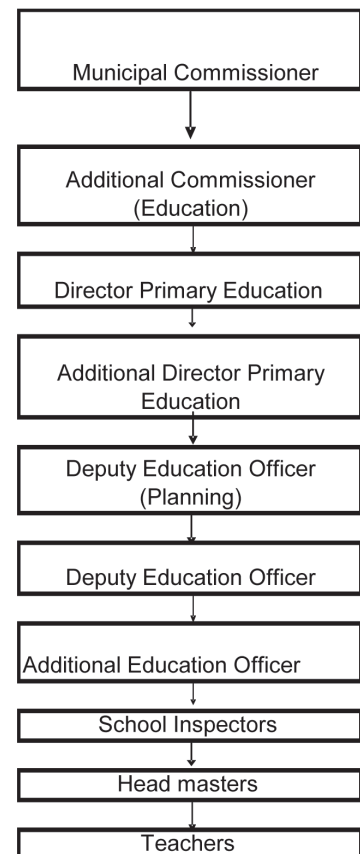 Municipal Commissioner
Additional Commissioner
(Education)
Director Primary Education
Additional Director Primary
Education
Deputy Education Officer
(Planning)
Deputy Education Officer
Additional Education Officer
School Inspectors
Head masters
Teachers